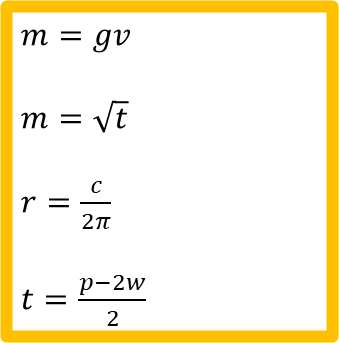 m = gv
m = √t
r = c/2π
t = (p−2w)/2